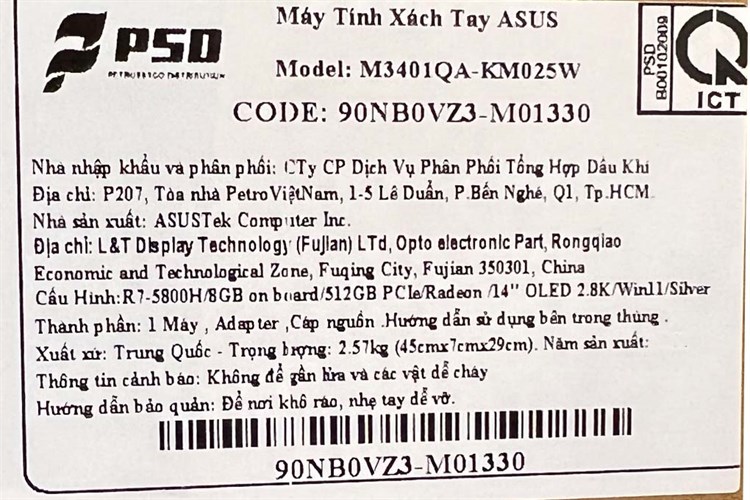 PSD
PETROSETCO DISTRIBUTION
Máy Tính Xách Tay ASUS
Model: M3401QA-KM025W
CODE: 90NB0VZ3-M01330
PSD
B00102009
ICT
Nhà nhập khẩu và phân phối: CTy CP Dịch Vụ Phân Phối Tổng Hợp Dầu Khí
Địa chỉ: P207, Tòa nhà PetroViệtNam, 1-5 Lê Duẩn, P.Bến Nghé, Q1, Tp.HCM
Nhà sản xuất: ASUSTek Computer Inc.
Địa chỉ: L&T Display Technology (Fujian) LTd, Opto electronic Part, Rongqiao
Economic and Technological Zone, Fuqing City, Fujian 350301, China
Cấu Hình:R7-5800H/8GB on board/512GB PCIe/Radeon /14" OLED 2.8K/Win11/Silver
Thành phần: 1 Máy , Adapter ,Cáp nguồn .Hướng dẫn sử dụng bên trong thùng .
Xuất xứ: Trung Quốc - Trọng lượng: 2.57kg (45cmx7cmx29cm). Năm sản xuất:
Thông tin cảnh báo: Không để gần lửa và các vật dễ cháy
Hướng dẫn bảo quản: Để nơi khô ráo, nhẹ tay dễ vỡ.
90NB0VZ3-M01330